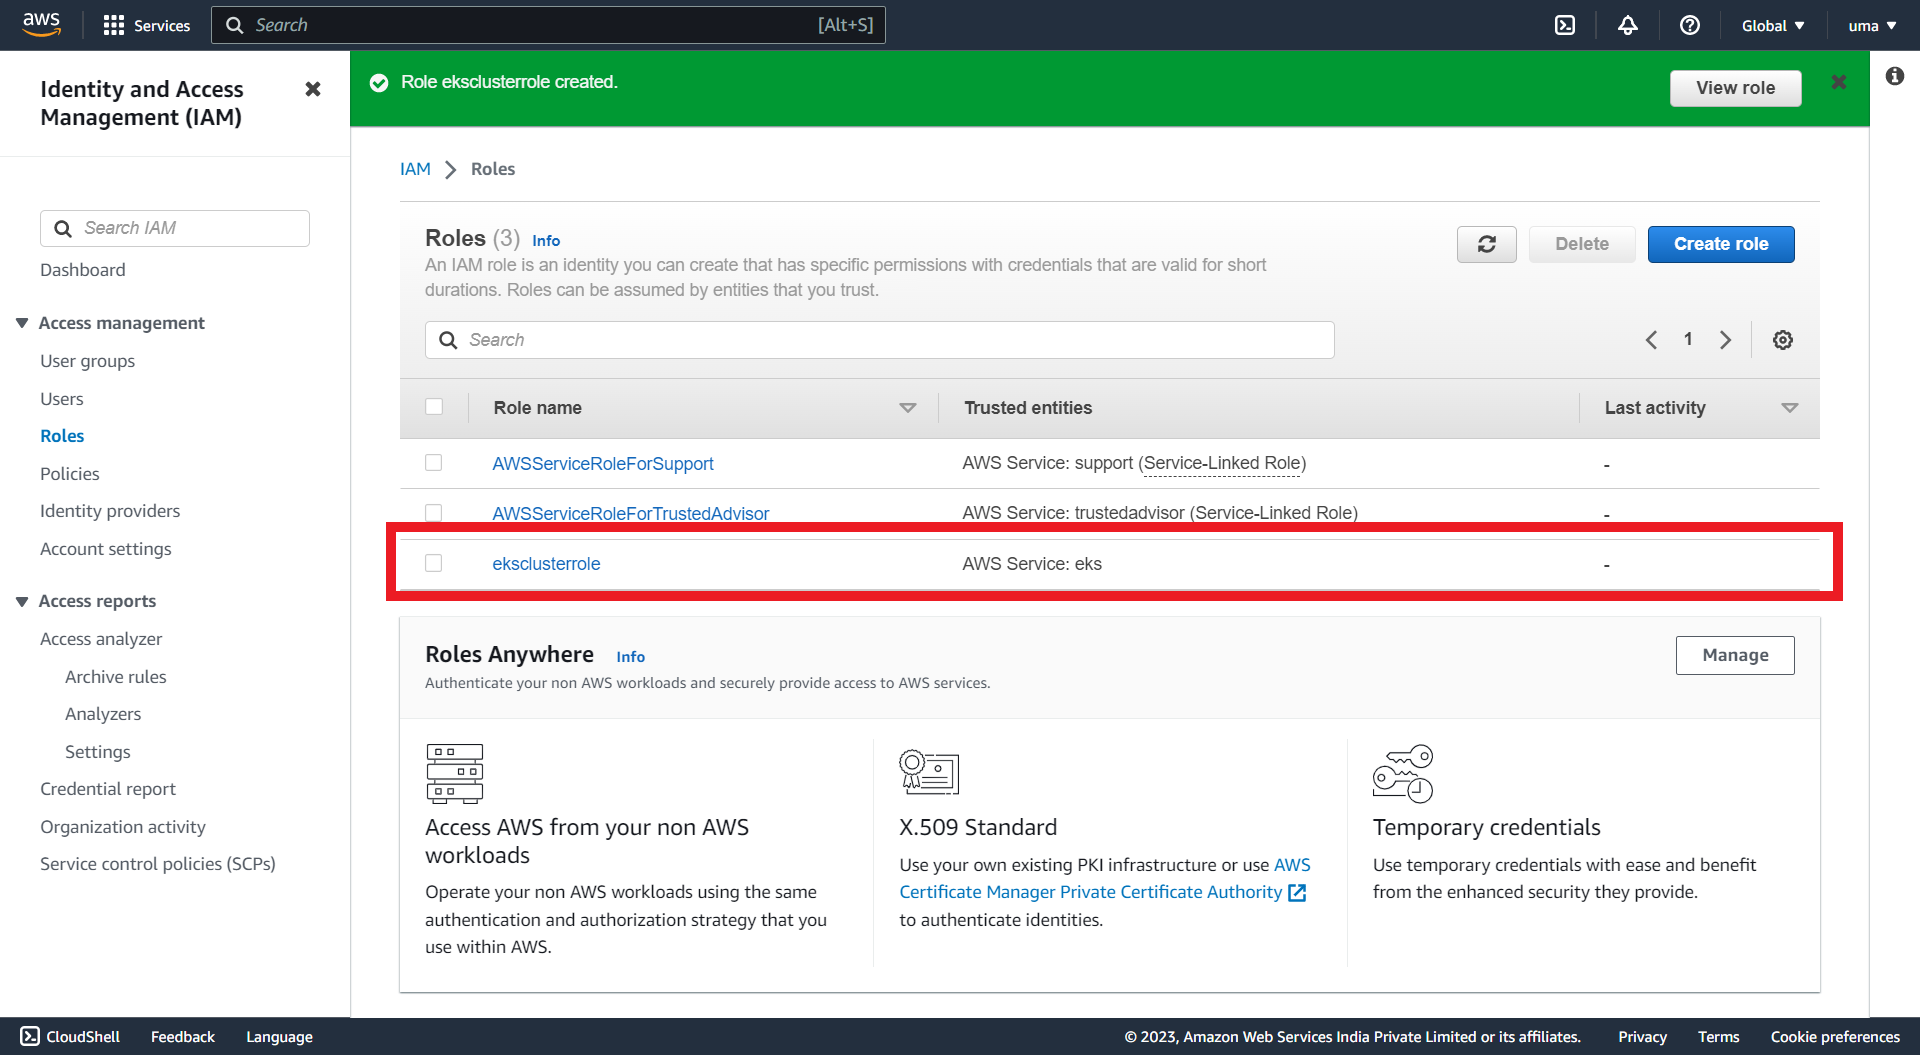 aws
Services
Search
[Alt+S]
Global
uma
Identity and Access
Management (IAM)
Search IAM
Dashboard
Access management
User groups
Users
Roles
Policies
Identity providers
Account settings
Access reports
Access analyzer
Archive rules
Analyzers
Settings
Credential report
Organization activity
Service control policies (SCPs)
Role eksclusterrole created.
View role
IAM
Roles
Roles (3) Info
An IAM role is an identity you can create that has specific permissions with credentials that are valid for short
durations. Roles can be assumed by entities that you trust.
Delete
Create role
Search
1
Role name Trusted entities Last activity
AWSServiceRoleForSupport AWS Service: support (Service-Linked Role) -
AWSServiceRoleForTrustedAdvisor AWS Service: trustedadvisor (Service-Linked Role) -
eksclusterrole AWS Service: eks -
Roles Anywhere Info
Authenticate your non AWS workloads and securely provide access to AWS services.
Manage
Access AWS from your non AWS
workloads
Operate your non AWS workloads using the same
authentication and authorization strategy that you
use within AWS.
X.509 Standard
Use your own existing PKI infrastructure or use AWS
Certificate Manager Private Certificate Authority
to authenticate identities.
Temporary credentials
Use temporary credentials with ease and benefit
from the enhanced security they provide.
CloudShell Feedback Language
© 2023, Amazon Web Services India Private Limited or its affiliates. Privacy Terms Cookie preferences